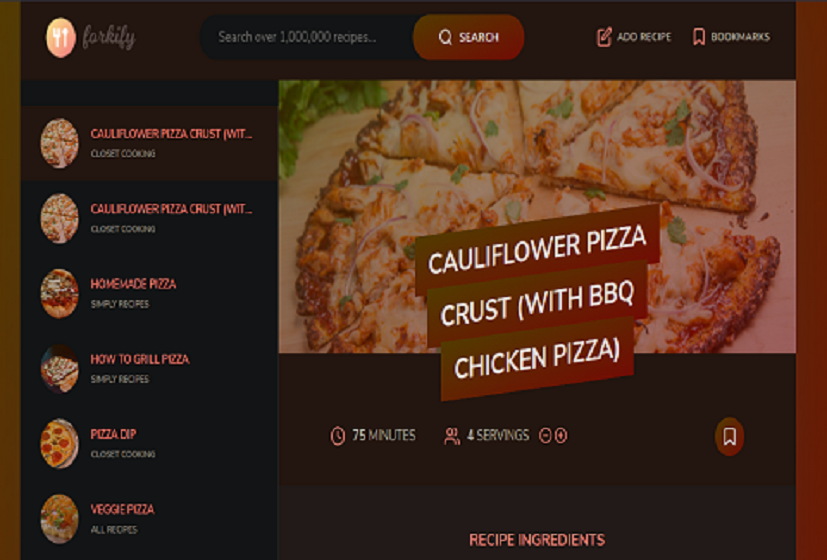 forkify
Search over 1,000,000 recipes...
SEARCH
ADD RECIPE
BOOKMARKS
CAULIFLOWER PIZZA CRUST (WIT...
CLOSET COOKING
CAULIFLOWER PIZZA CRUST (WIT...
CLOSET COOKING
HOMEMADE PIZZA
SIMPLY RECIPES
HOW TO GRILL PIZZA
SIMPLY RECIPES
PIZZA DIP
CLOSET COOKING
VEGGIE PIZZA
ALL RECIPES
CAULIFLOWER PIZZA
CRUST (WITH BBQ
CHICKEN PIZZA)
75 MINUTES
4 SERVINGS
RECIPE INGREDIENTS